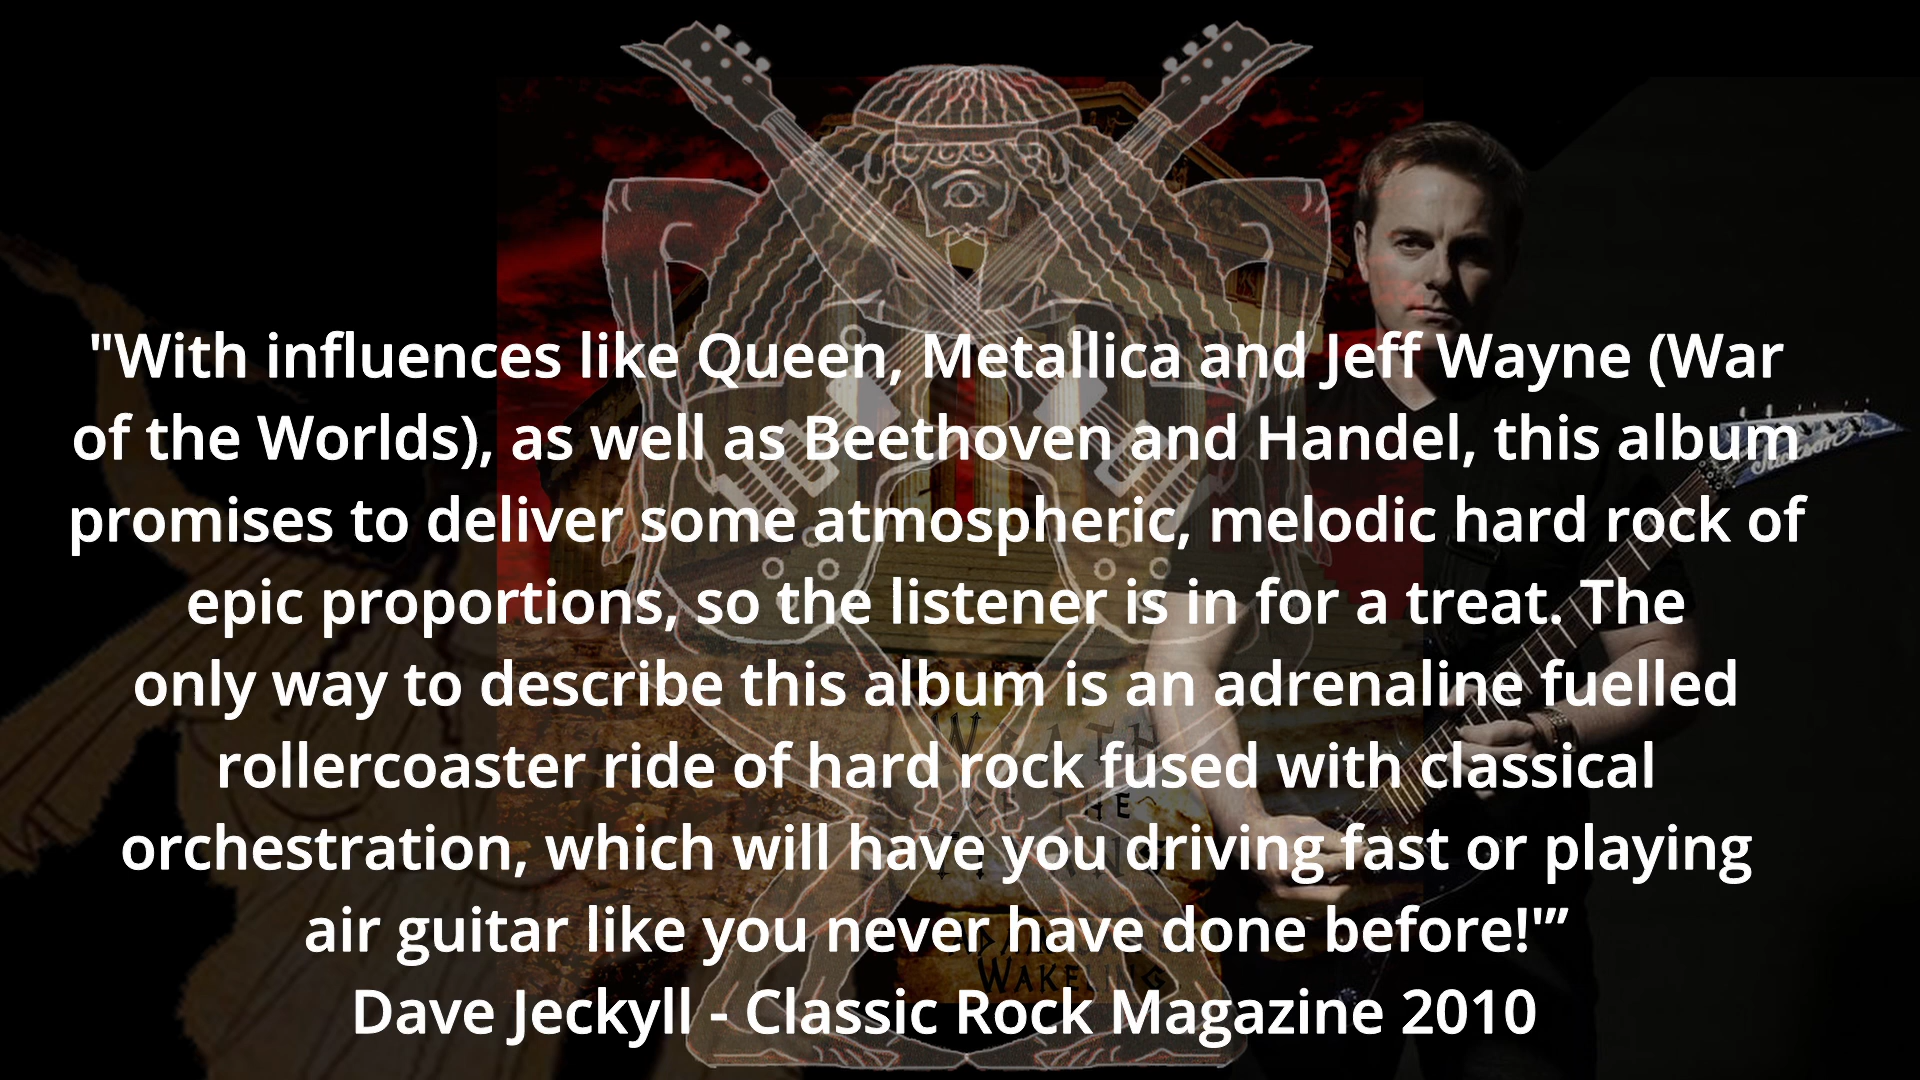 "With influences like Queen, Metallica and Jeff Wayne (War
of the Worlds), as well as Beethoven and Handel, this album
promises to deliver some atmospheric, melodic hard rock of
epic proportions, so the listener is in for a treat. The
only way to describe this album is an adrenaline fuelled
rollercoaster ride of hard rock fused with classical
orchestration, which will have you driving fast or playing
air guitar like you never have done before!'”
Dave Jeckyll - Classic Rock Magazine 2010
Jackson
Wrath
Wakeling